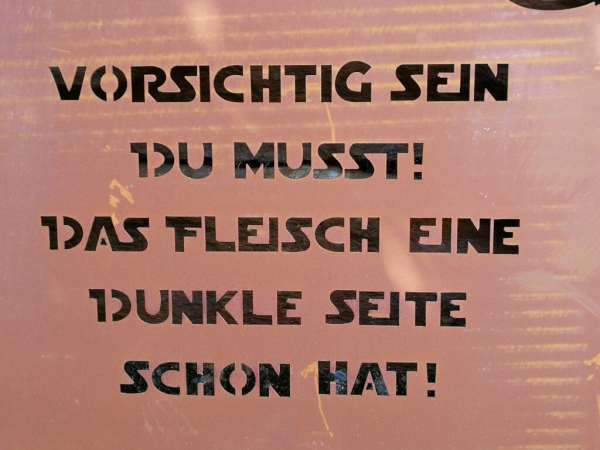 VORSICHTIG SEIN
DU MUSST!
DAS FLEISCH EINE
DUNKLE SEITE
SCHON HAT!